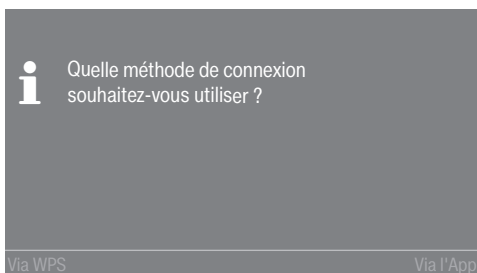 Quelle méthode de connexion
souhaitez-vous utiliser ?
Via WPS
Via l'App